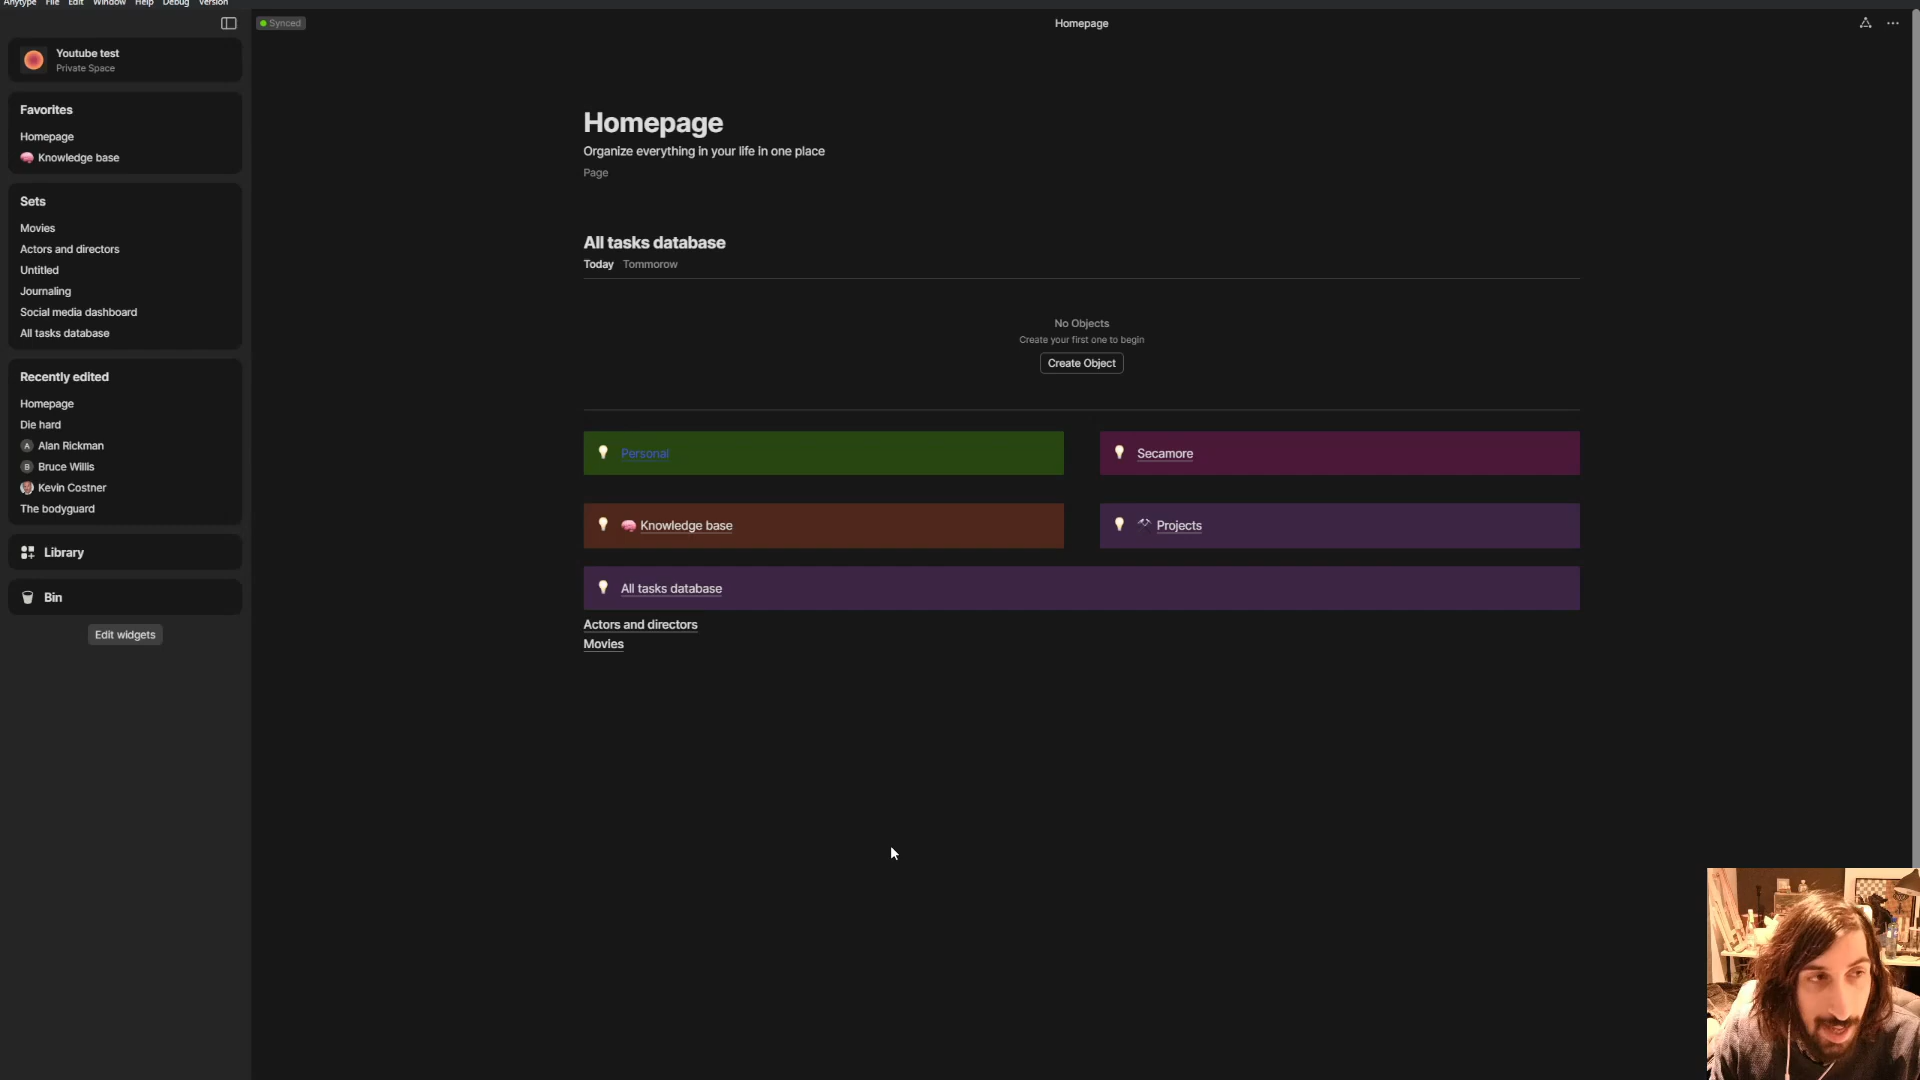 Anytype File Edit Window Help Debug Version
Synced
Homepage
Youtube test
Private Space
Favorites
Homepage
Knowledge base
Sets
Movies
Actors and directors
Untitled
Journaling
Social media dashboard
All tasks database
Recently edited
Homepage
Die hard
A Alan Rickman
B Bruce Willis
Kevin Costner
The bodyguard
Library
Bin
Edit widgets
Homepage
Organize everything in your life in one place
Page
All tasks database
Today Tommorow
No Objects
Create your first one to begin
Create Object
Personal
Secamore
Knowledge base
Projects
All tasks database
Actors and directors
Movies